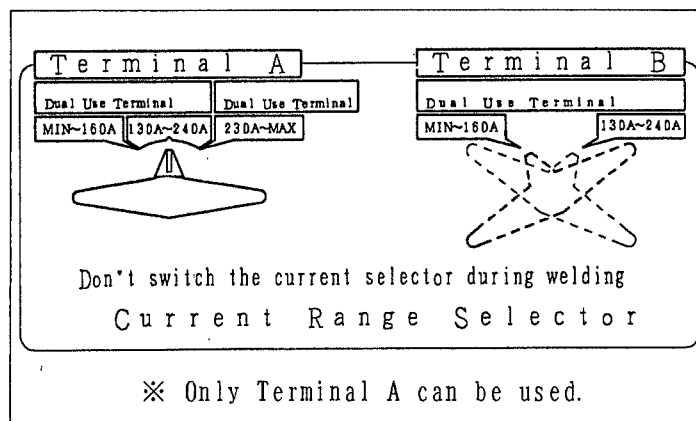 Terminal A Terminal B
Dual Use Terminal Dual Use Terminal Dual Use Terminal
MIN~160A 130A~240A 230A~MAX MIN~160A 130A~240A
Don't switch the current selector during welding
Current Range Selector
※ Only Terminal A can be used.